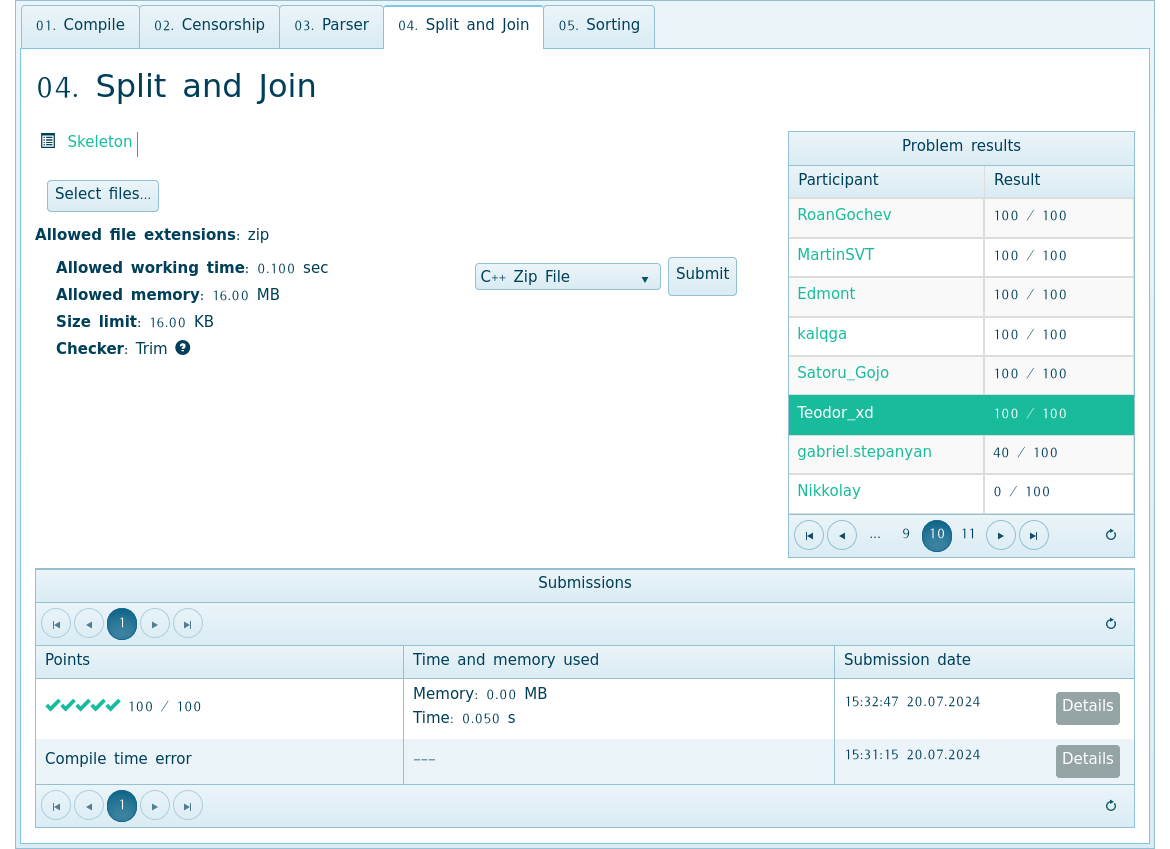 01. Compile 02. Censorship 03. Parser 04. Split and Join 05. Sorting
04. Split and Join
Skeleton
Select files...
Allowed file extensions: zip
Allowed working time: 0.100 sec
Allowed memory: 16.00 MB
Size limit: 16.00 KB
Checker: Trim ?
C++ Zip File
Submit
Problem results
Participant Result
RoanGochev 100 / 100
MartinSVT 100 / 100
Edmont 100 / 100
kalqga 100 / 100
Satoru_Gojo 100 / 100
Teodor_xd 100 / 100
gabriel.stepanyan 40 / 100
Nikkolay 0 / 100
... 9 10 11
Submissions
1
Points Time and memory used Submission date
100 / 100 Memory: 0.00 MB 15:32:47 20.07.2024 Details
Time: 0.050 s
Compile time error --- 15:31:15 20.07.2024 Details
1